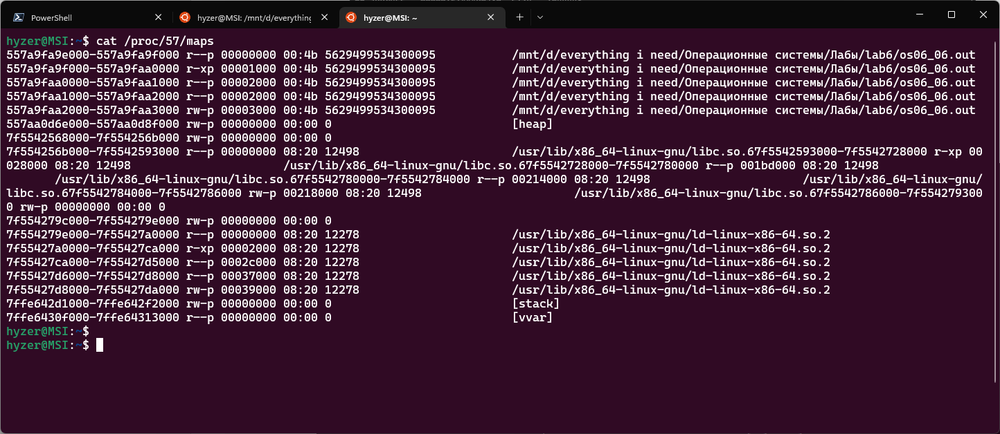 PowerShell
hyzer@MSI: /mnt/d/everything
hyzer@MSI: ~
hyzer@MSI:~$ cat /proc/57/maps
557a9fa9e000-557a9fa9f000 r--p 00000000 00:4b 5629499534300095 /mnt/d/everything i need/Операционные системы/Лабы/lab6/os06_06.out
557a9fa9f000-557a9faa0000 r-xp 00001000 00:4b 5629499534300095 /mnt/d/everything i need/Операционные системы/Лабы/lab6/os06_06.out
557a9faa0000-557a9faa1000 r--p 00002000 00:4b 5629499534300095 /mnt/d/everything i need/Операционные системы/Лабы/lab6/os06_06.out
557a9faa1000-557a9faa2000 r--p 00002000 00:4b 5629499534300095 /mnt/d/everything i need/Операционные системы/Лабы/lab6/os06_06.out
557a9faa2000-557a9faa3000 rw-p 00003000 00:4b 5629499534300095 /mnt/d/everything i need/Операционные системы/Лабы/lab6/os06_06.out
557aa0d6e000-557aa0d8f000 rw-p 00000000 00:00 0 [heap]
7f5542568000-7f554256b000 rw-p 00000000 00:00 0
7f554256b000-7f5542593000 r--p 00000000 08:20 12498 /usr/lib/x86_64-linux-gnu/libc.so.67f5542593000-7f5542728000 r-xp 00
028000 08:20 12498 /usr/lib/x86_64-linux-gnu/libc.so.67f5542728000-7f5542780000 r--p 001bd000 08:20 12498
/usr/lib/x86_64-linux-gnu/libc.so.67f5542780000-7f5542784000 r--p 00214000 08:20 12498 /usr/lib/x86_64-linux-gnu/
libc.so.67f5542784000-7f5542786000 rw-p 00218000 08:20 12498 /usr/lib/x86_64-linux-gnu/libc.so.67f5542786000-7f554279300
0 rw-p 00000000 00:00 0
7f554279c000-7f554279e000 rw-p 00000000 00:00 0
7f554279e000-7f55427a0000 r--p 00000000 08:20 12278 /usr/lib/x86_64-linux-gnu/ld-linux-x86-64.so.2
7f55427a0000-7f55427ca000 r-xp 00002000 08:20 12278 /usr/lib/x86_64-linux-gnu/ld-linux-x86-64.so.2
7f55427ca000-7f55427d5000 r--p 0002c000 08:20 12278 /usr/lib/x86_64-linux-gnu/ld-linux-x86-64.so.2
7f55427d6000-7f55427d8000 r--p 00037000 08:20 12278 /usr/lib/x86_64-linux-gnu/ld-linux-x86-64.so.2
7f55427d8000-7f55427da000 rw-p 00039000 08:20 12278 /usr/lib/x86_64-linux-gnu/ld-linux-x86-64.so.2
7ffe642d1000-7ffe642f2000 rw-p 00000000 00:00 0 [stack]
7ffe6430f000-7ffe64313000 r--p 00000000 00:00 0 [vvar]
hyzer@MSI:~$
hyzer@MSI:~$